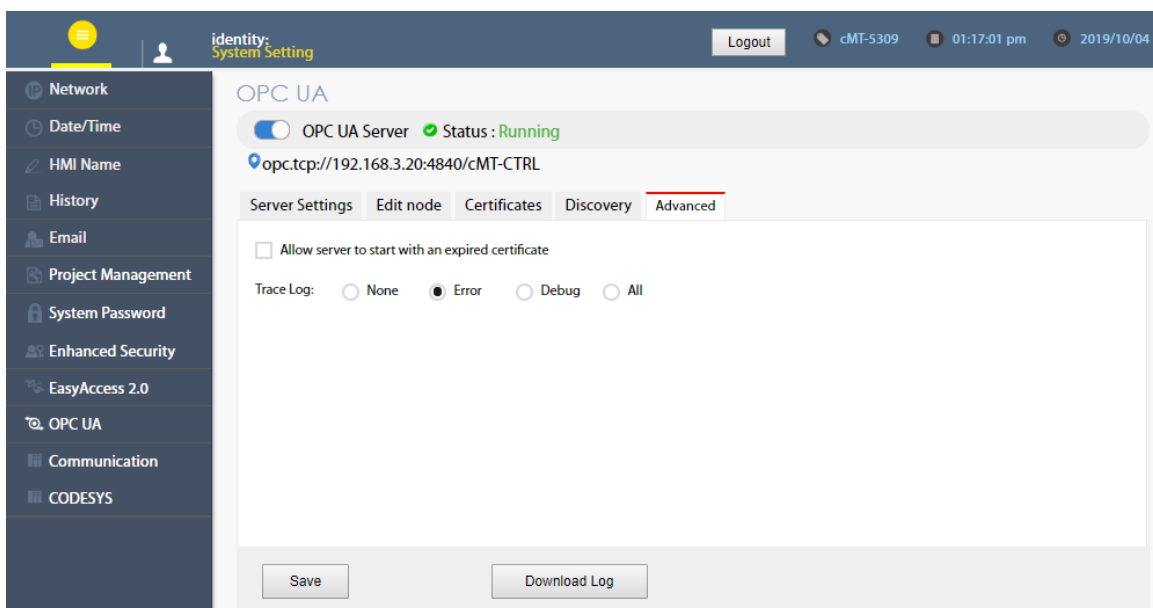 identity:
System Setting
Logout
cMT-5309
01:17:01 pm
2019/10/04
Network
Date/Time
HMI Name
History
Email
Project Management
System Password
Enhanced Security
EasyAccess 2.0
OPC UA
Communication
CODESYS
OPC UA
OPC UA Server
Status : Running
opc.tcp://192.168.3.20:4840/cMT-CTRL
Server Settings
Edit node
Certificates
Discovery
Advanced
Allow server to start with an expired certificate
Trace Log: None Error Debug All
Save
Download Log